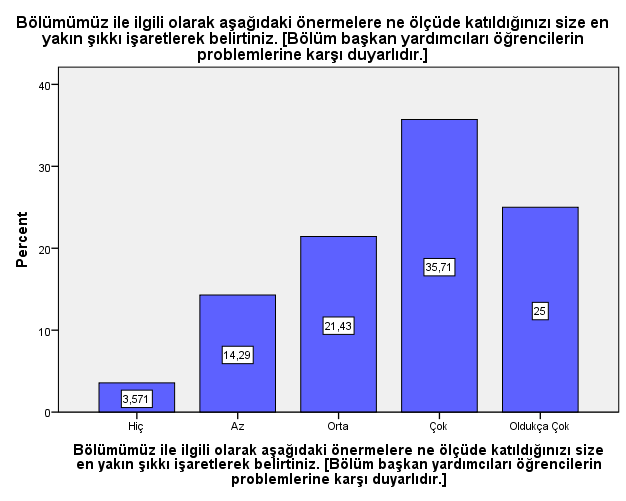 Bölümümüz ile ilgili olarak aşağıdaki önermelere ne ölçüde katıldığınızı size en
yakın şıkkı işaretlerek belirtiniz. [Bölüm başkan yardımcıları öğrencilerin
problemlerine karşı duyarlıdır.]
Percent
40
30
20
10
0
3,571
14,29
21,43
35,71
25
Hiç
Az
Orta
Çok
Oldukça Çok
Bölümümüz ile ilgili olarak aşağıdaki önermelere ne ölçüde katıldığınızı size
en yakın şıkkı işaretlerek belirtiniz. [Bölüm başkan yardımcıları öğrencilerin
problemlerine karşı duyarlıdır.]